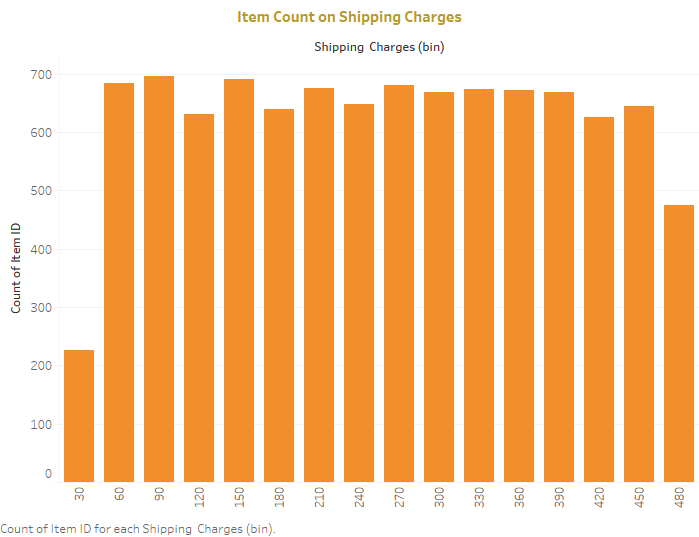 Item Count on Shipping Charges
Shipping Charges (bin)
700
600
500
400
300
200
100
0
Count of Item ID
30 60 90 120 150 180 210 240 270 300 330 360 390 420 450 480
Count of Item ID for each Shipping Charges (bin).